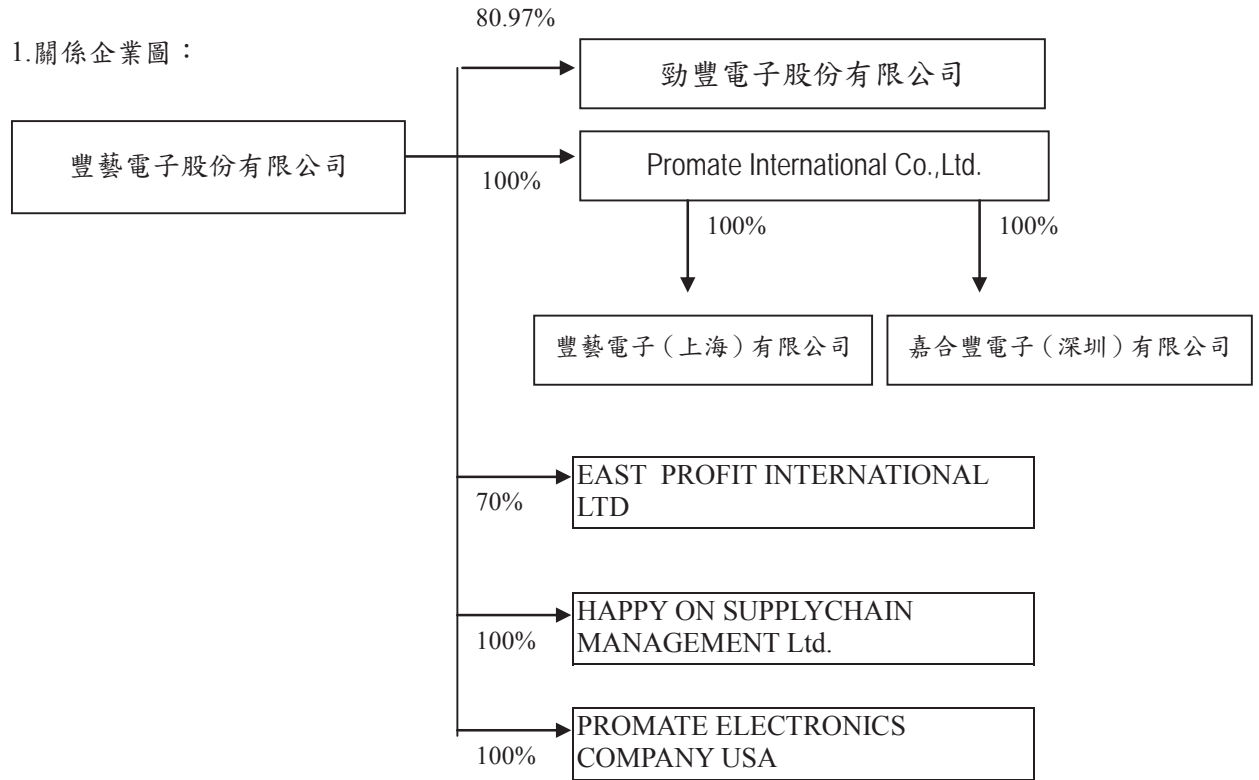 80.97%
1.關係企業圖：
勁豐電子股份有限公司
豐藝電子股份有限公司
Promate International Co.,Ltd.
100%
100%
100%
豐藝電子（上海）有限公司
嘉合豐電子（深圳）有限公司
EAST PROFIT INTERNATIONAL
LTD
70%
HAPPY ON SUPPLYCHAIN
MANAGEMENT Ltd.
100%
PROMATE ELECTRONICS
COMPANY USA
100%